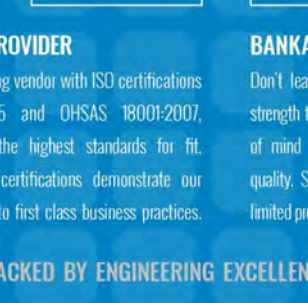 ROVIDER
ng vendor with ISO certifications
5 and OHSAS 18001:2007,
the highest standards for fit,
certifications demonstrate our
to first class business practices.
BANKA
Don't lea
strength t
of mind
quality. S
limited pr
ACKED BY ENGINEERING EXCELLEN